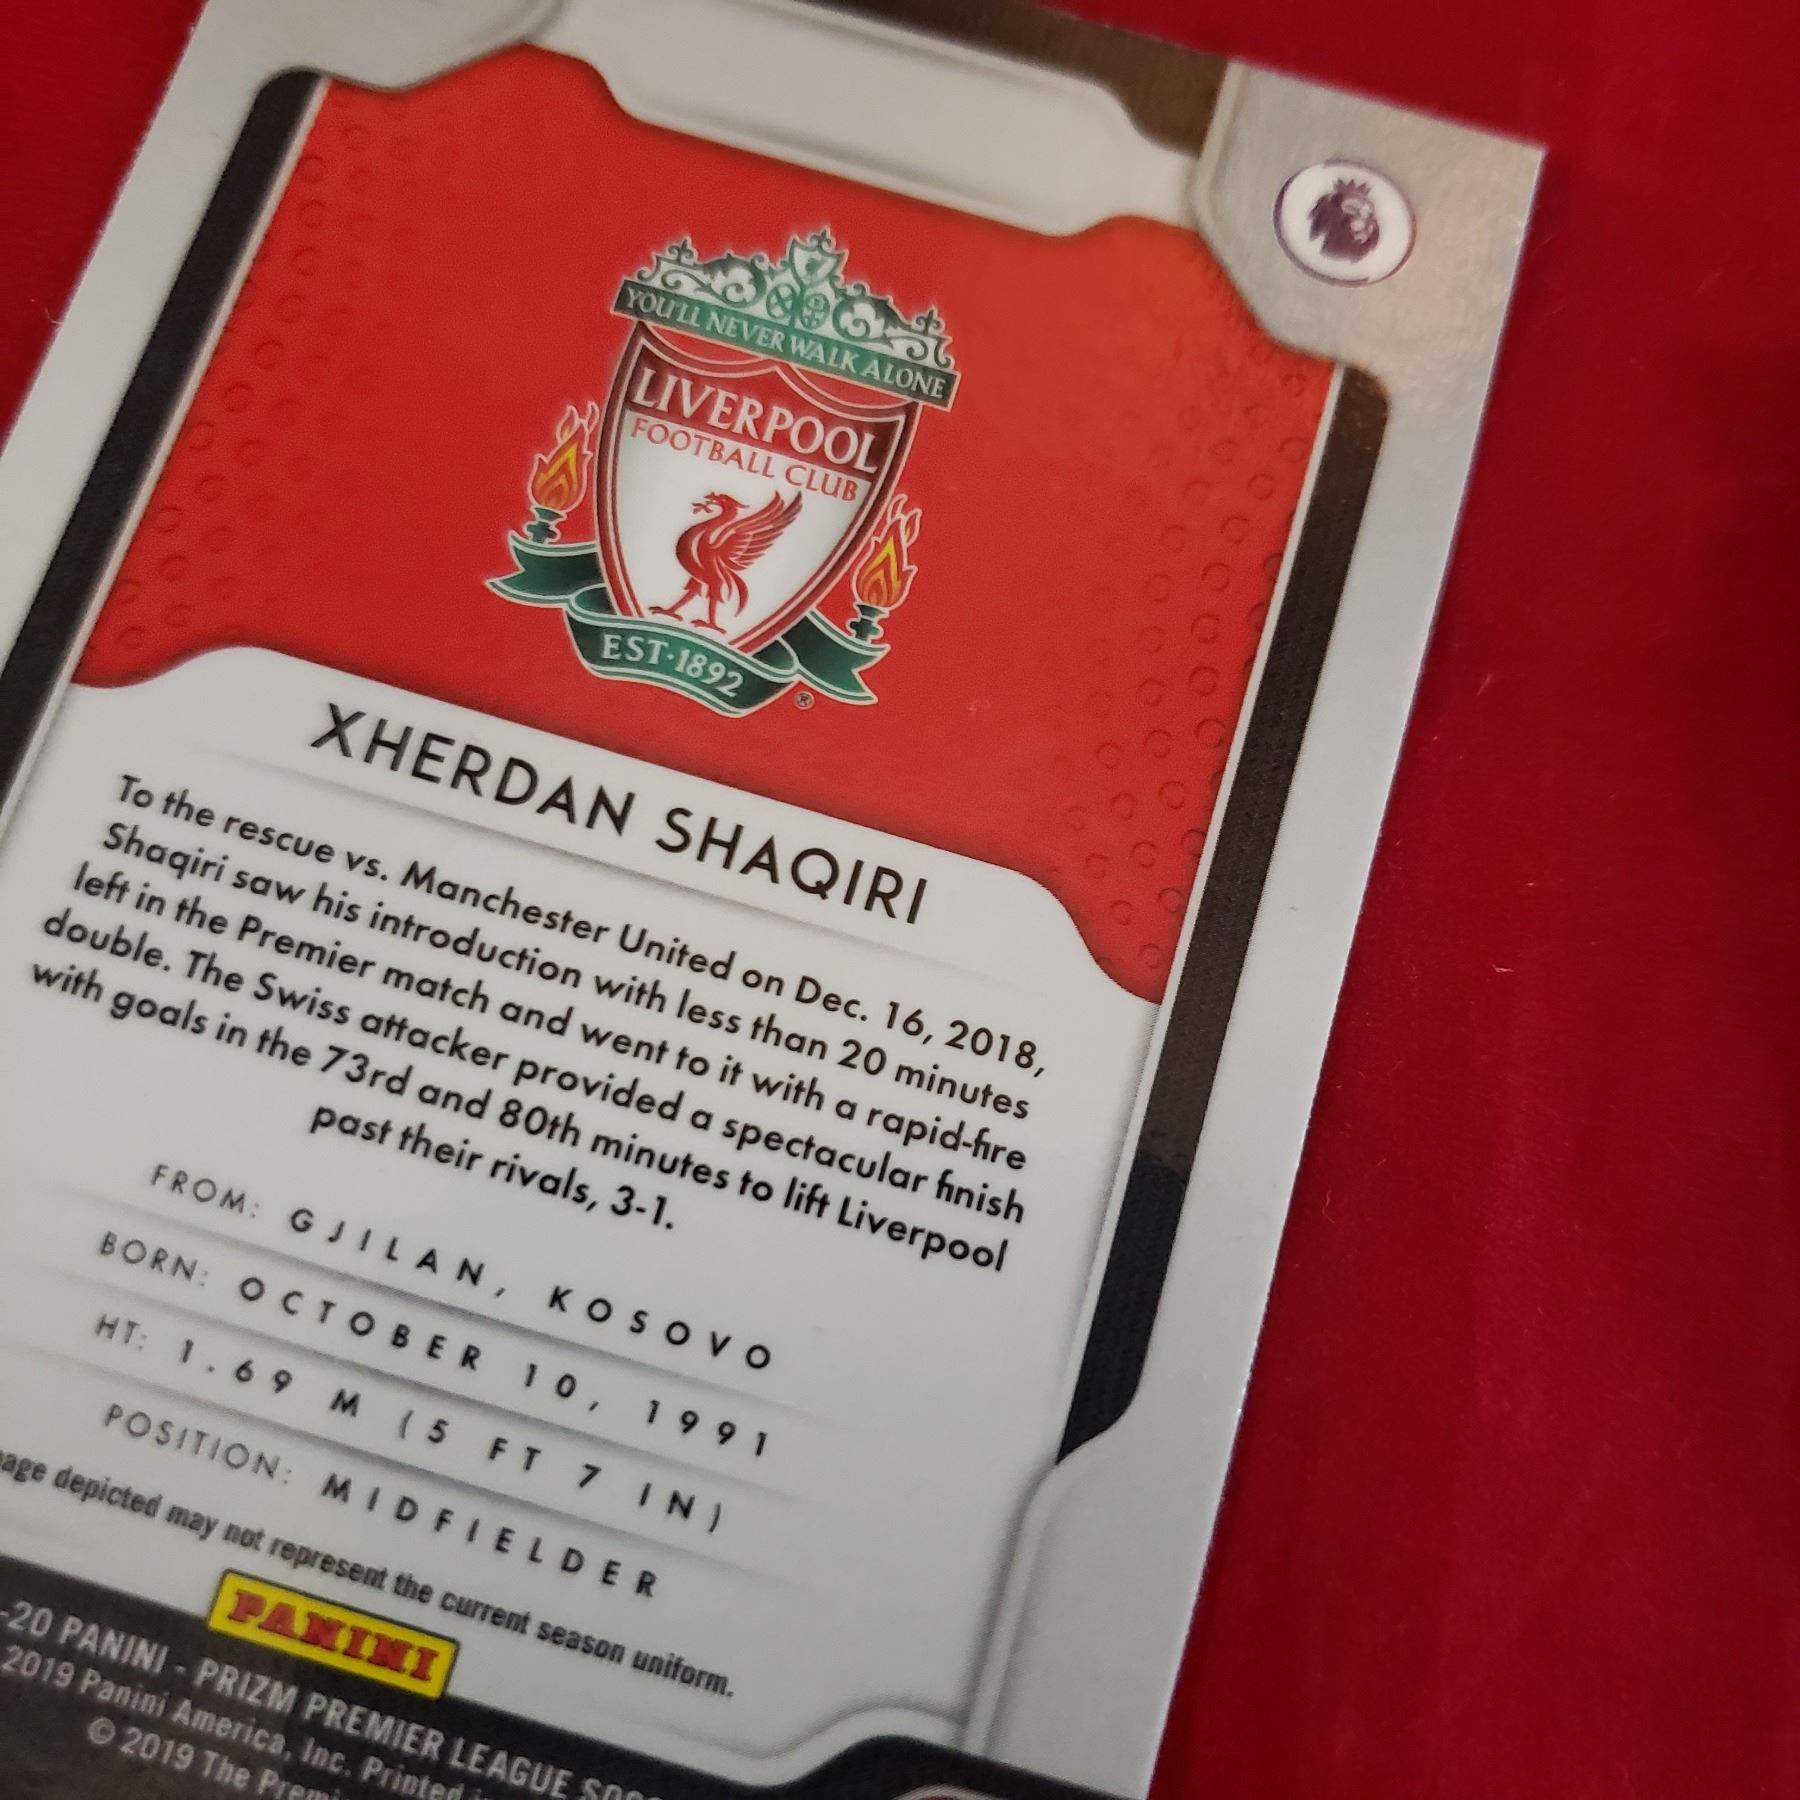 YOU'LL NEVER WALK ALONE
LIVERPOOL
FOOTBALL CLUB
EST·1892
®
XHERDAN SHAQIRI
To the rescue vs. Manchester United on Dec. 16, 2018,
Shaqiri saw his introduction with less than 20 minutes
left in the Premier match and went to it with a rapid-fire
double. The Swiss attacker provided a spectacular finish
with goals in the 73rd and 80th minutes to lift Liverpool
past their rivals, 3-1.
FROM: GJILAN, KOSOVO
BORN: OCTOBER 10, 1991
HT: 1.69 M (5 FT 7 IN)
POSITION: MIDFIELDER
depicted may not represent the current season uniform.
PANINI
-20 PANINI - PRIZM PREMIER LEAGUE
2019 Panini America, Inc. Printed
© 2019 The